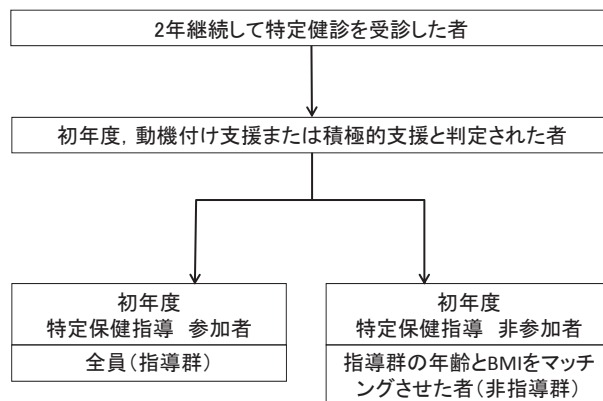 2年継続して特定健診を受診した者
初年度，動機付け支援または積極的支援と判定された者
初年度
特定保健指導　参加者
全員（指導群）
初年度
特定保健指導　非参加者
指導群の年齢とBMIをマッチ
ングさせた者（非指導群）